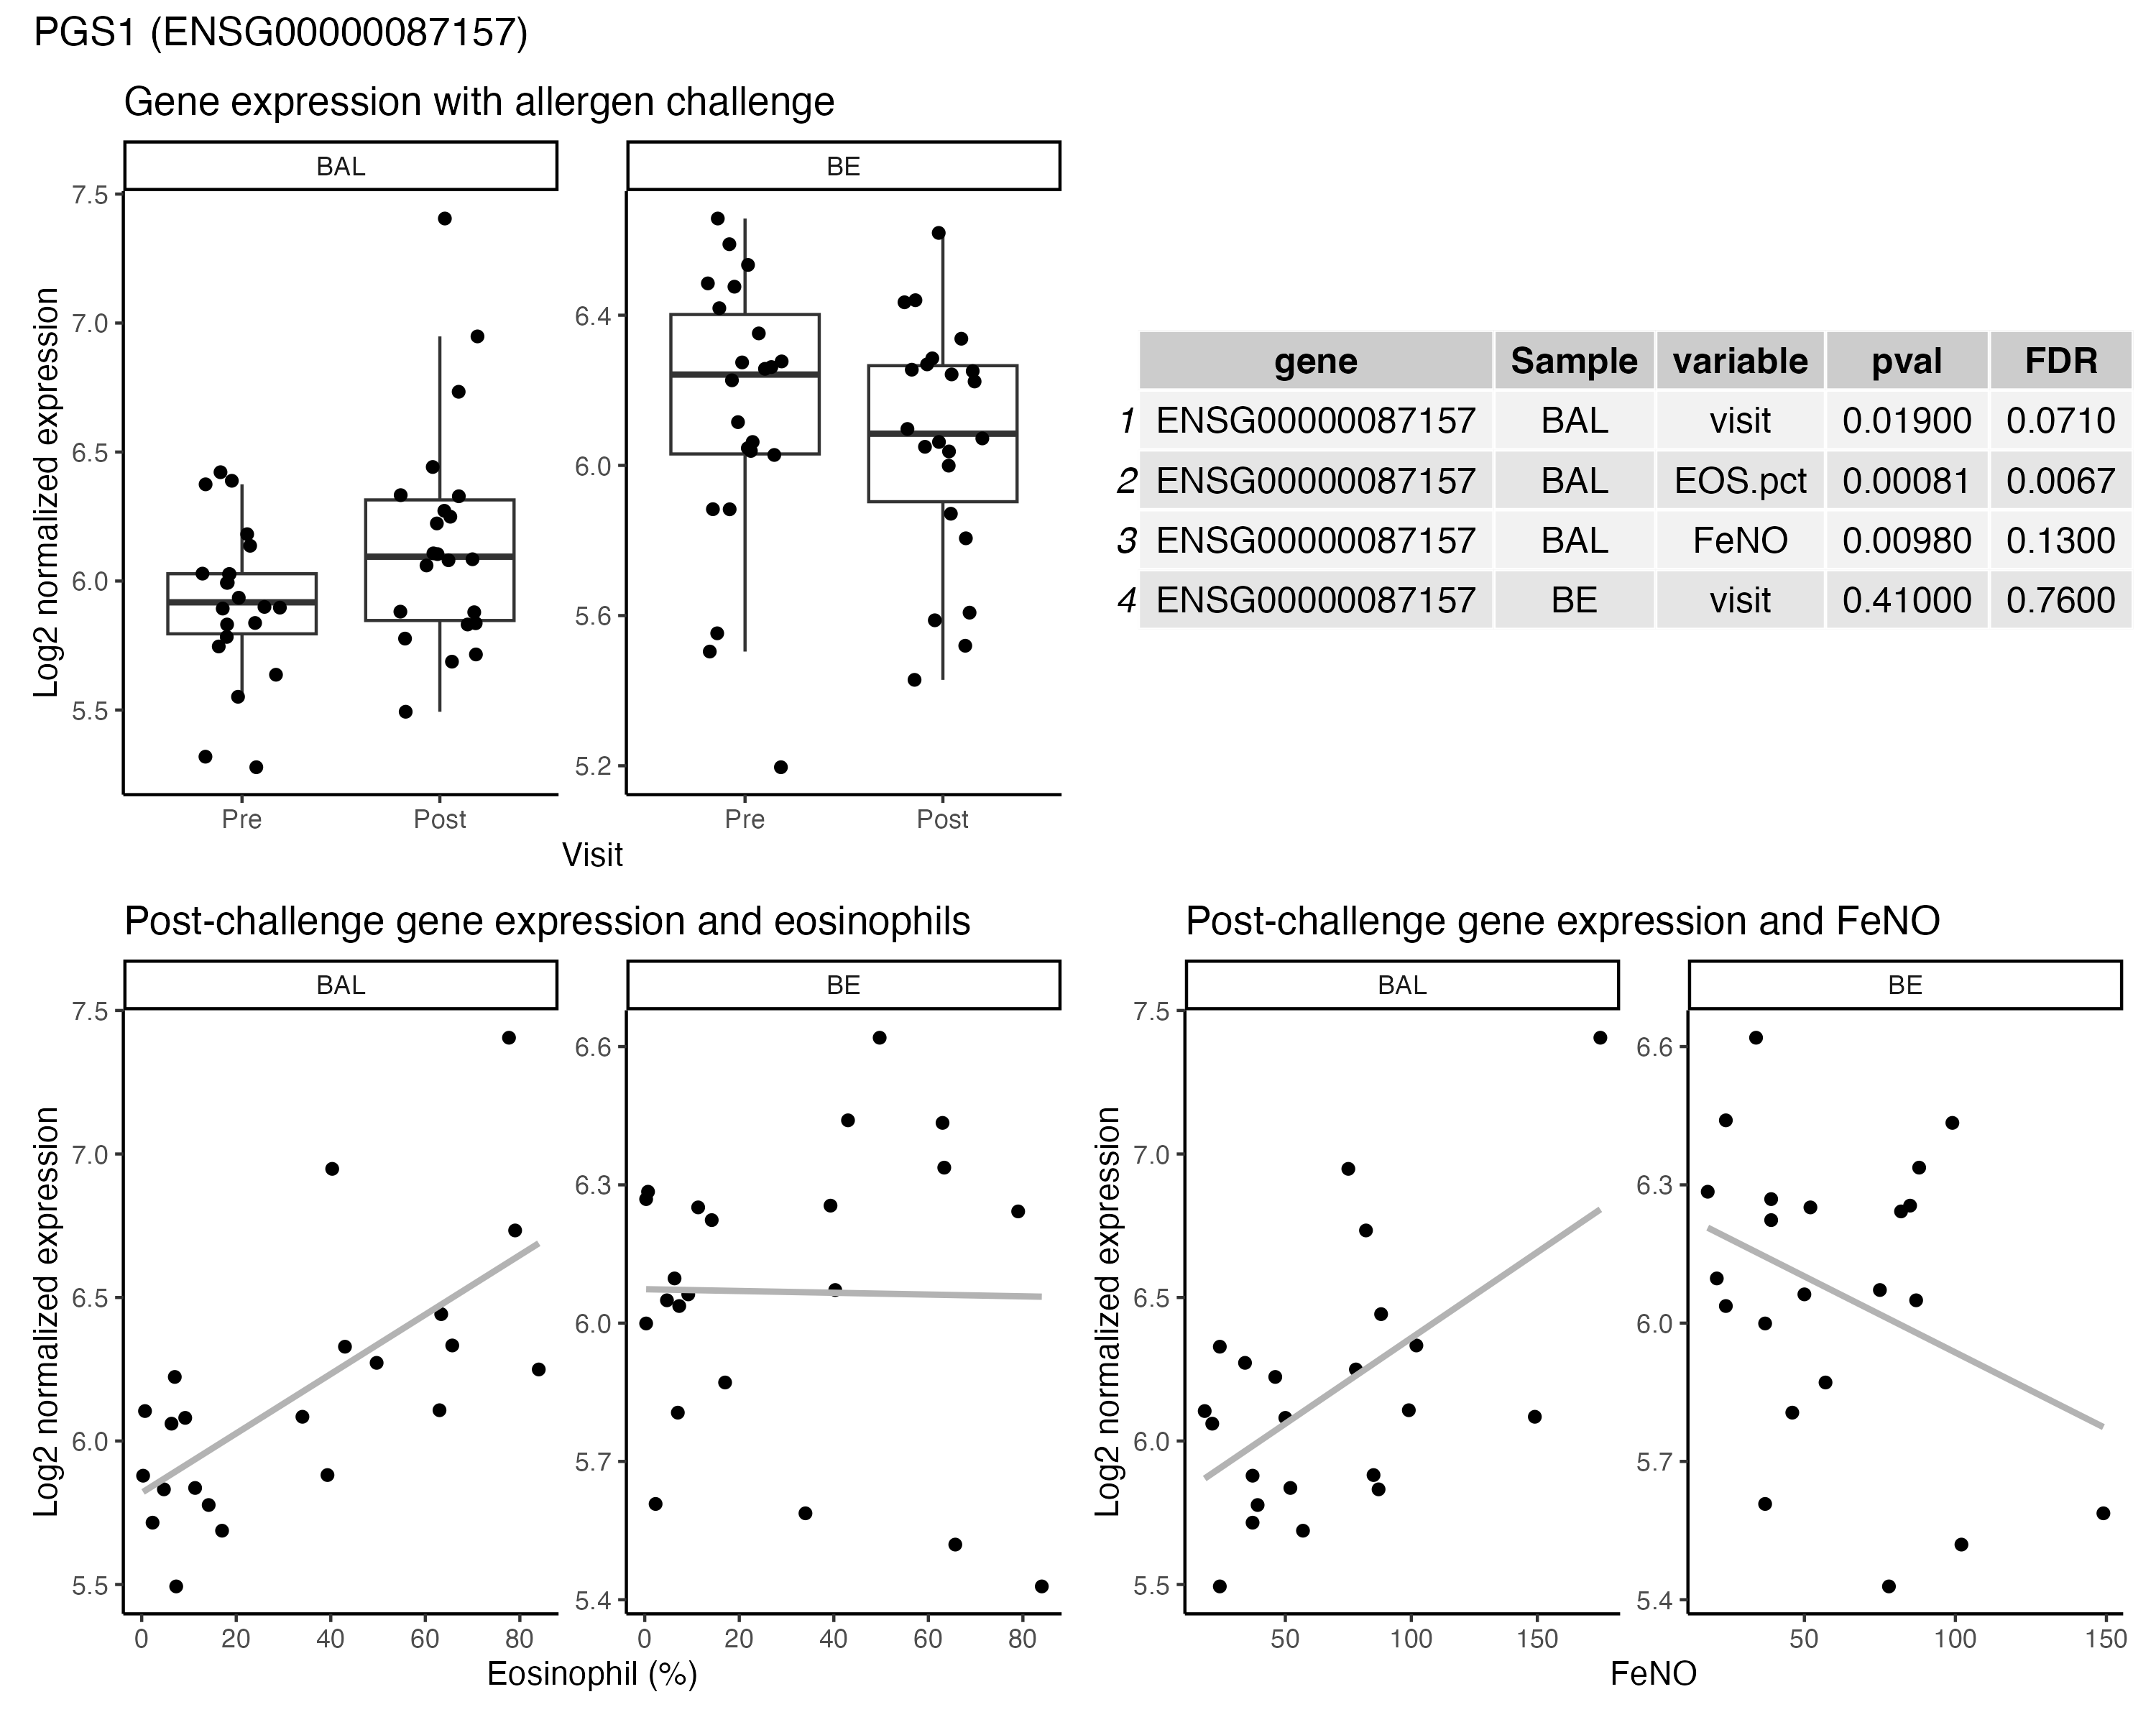 PGS1 (ENSG00000087157)
Gene expression with allergen challenge
BAL
BE
Log2 normalized expression
7.5
7.0
6.5
6.0
5.5
6.4
6.0
5.6
5.2
Pre
Post
Pre
Post
Visit
gene Sample variable pval FDR
1 ENSG00000087157 BAL visit 0.01900 0.0710
2 ENSG00000087157 BAL EOS.pct 0.00081 0.0067
3 ENSG00000087157 BAL FeNO 0.00980 0.1300
4 ENSG00000087157 BE visit 0.41000 0.7600
Post-challenge gene expression and eosinophils
BAL
BE
Log2 normalized expression
7.5
7.0
6.5
6.0
5.5
6.6
6.3
6.0
5.7
5.4
0 20 40 60 80
0 20 40 60 80
Eosinophil (%)
Post-challenge gene expression and FeNO
BAL
BE
Log2 normalized expression
7.5
7.0
6.5
6.0
5.5
6.6
6.3
6.0
5.7
5.4
50 100 150
50 100 150
FeNO